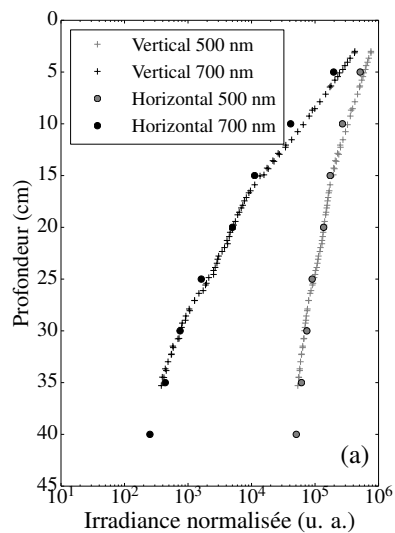 Vertical 500 nm
Vertical 700 nm
Horizontal 500 nm
Horizontal 700 nm
0
5
10
15
20
25
30
35
40
45
Profondeur (cm)
(a)
10^1 10^2 10^3 10^4 10^5 10^6
Irradiance normalisée (u. a.)